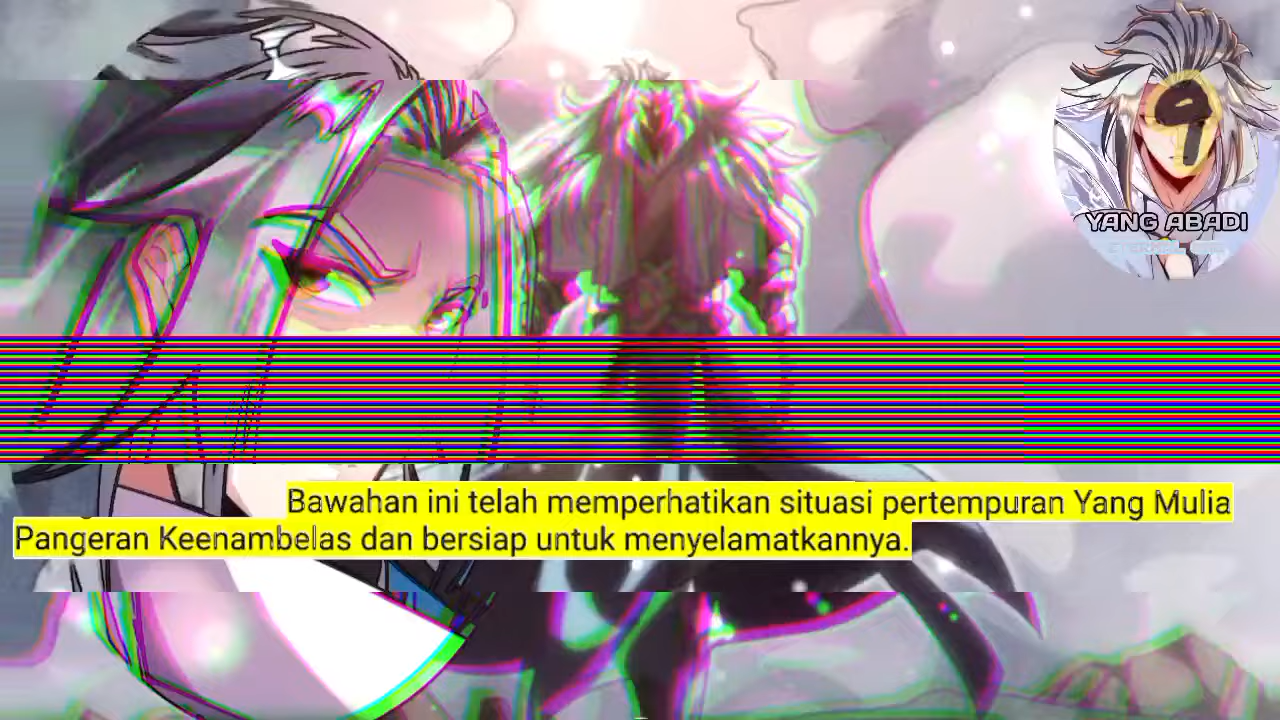 YANG ABADI
Bawahan ini telah memperhatikan situasi pertempuran Yang Mulia
Pangeran Keenambelas dan bersiap untuk menyelamatkannya.